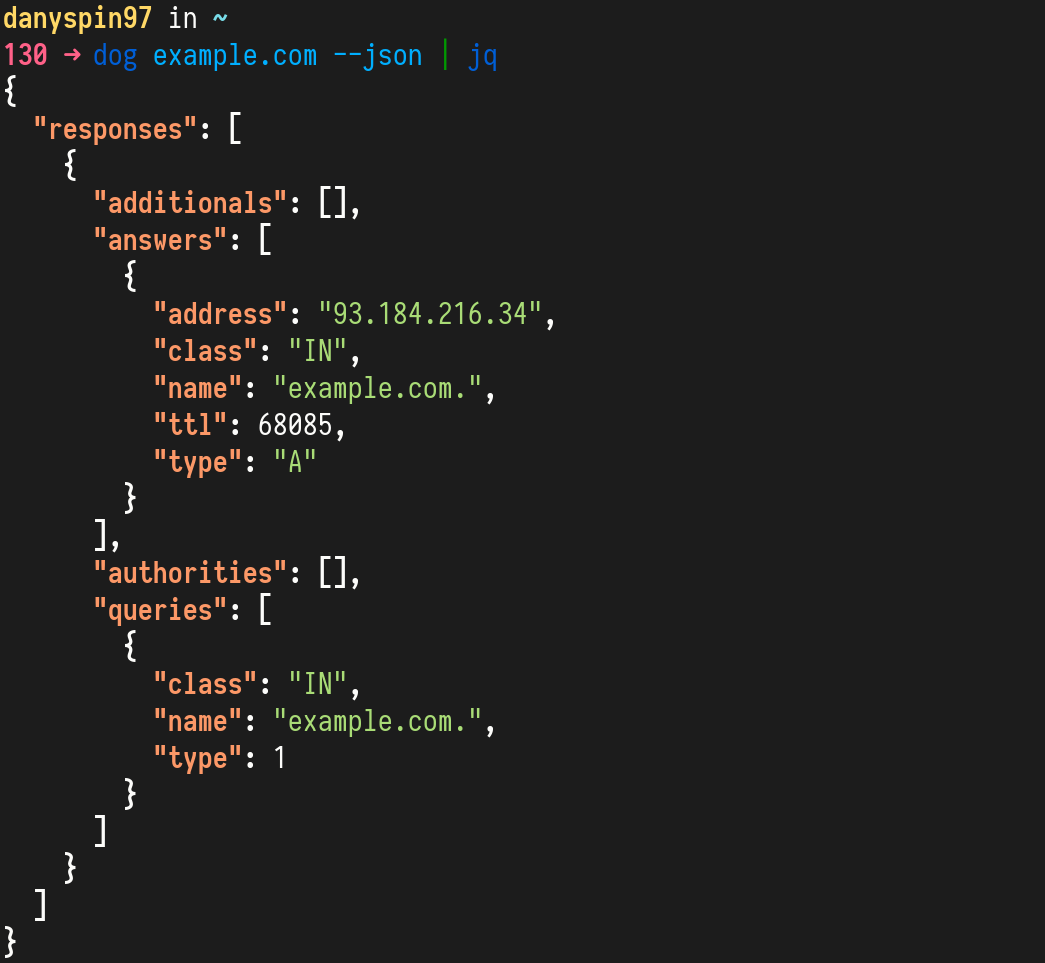 danyspin97 in ~
130 → dog example.com --json | jq
{
  "responses": [
    {
      "additionals": [],
      "answers": [
        {
          "address": "93.184.216.34",
          "class": "IN",
          "name": "example.com.",
          "ttl": 68085,
          "type": "A"
        }
      ],
      "authorities": [],
      "queries": [
        {
          "class": "IN",
          "name": "example.com.",
          "type": 1
        }
      ]
    }
  ]
}